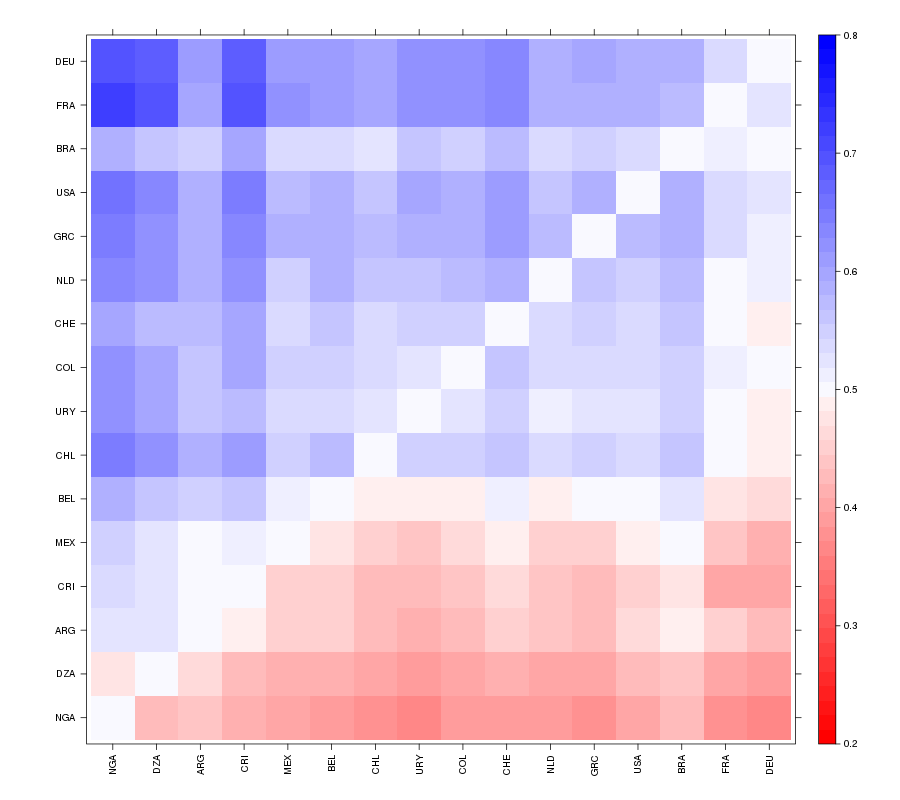 DEU
FRA
BRA
USA
GRC
NLD
CHE
COL
URY
CHL
BEL
MEX
CRI
ARG
DZA
NGA
NGA DZA ARG CRI MEX BEL CHL URY COL CHE NLD GRC USA BRA FRA DEU
0.8
0.7
0.6
0.5
0.4
0.3
0.2